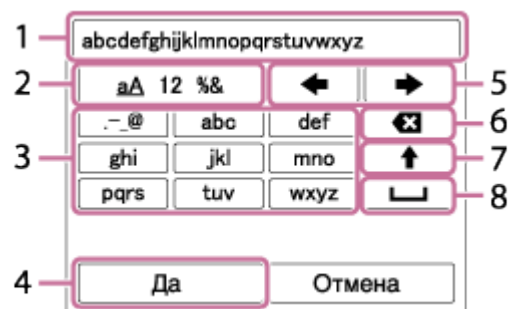 1 abcdefghijklmnopqrstuvwxyz
2 aA 12 %& 5
.-_@ abc def 6
3 ghi jkl mno 7
pqrs tuv wxyz 8
4 Да Отмена